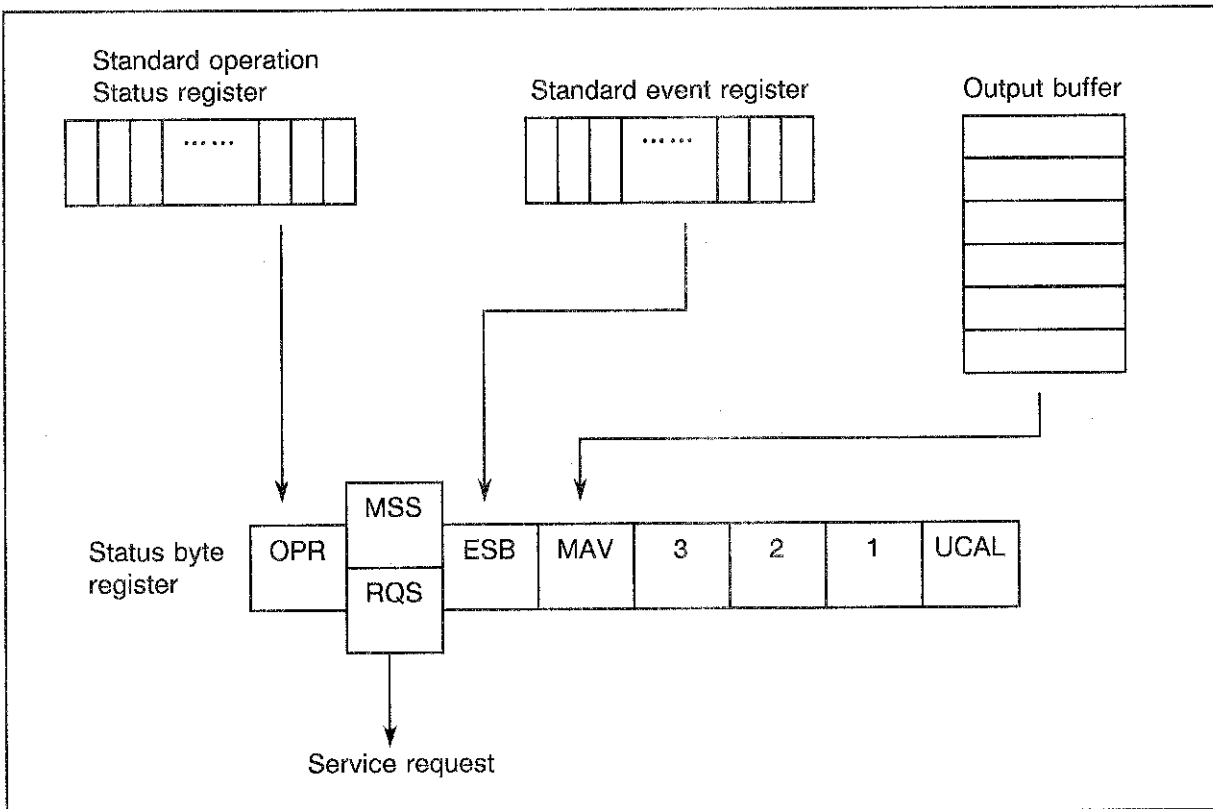 Standard operation
Status register
......
Standard event register
......
Output buffer
Status byte
register
OPR
MSS
RQS
ESB
MAV
3
2
1
UCAL
Service request